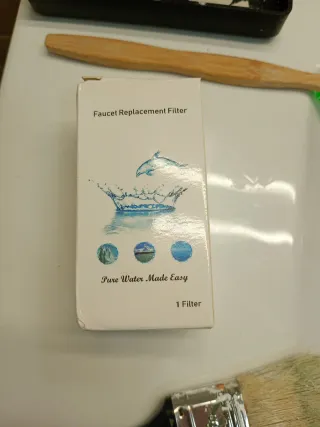 Faucet Replacement Filter
Pure Water Made Easy
1 Filter